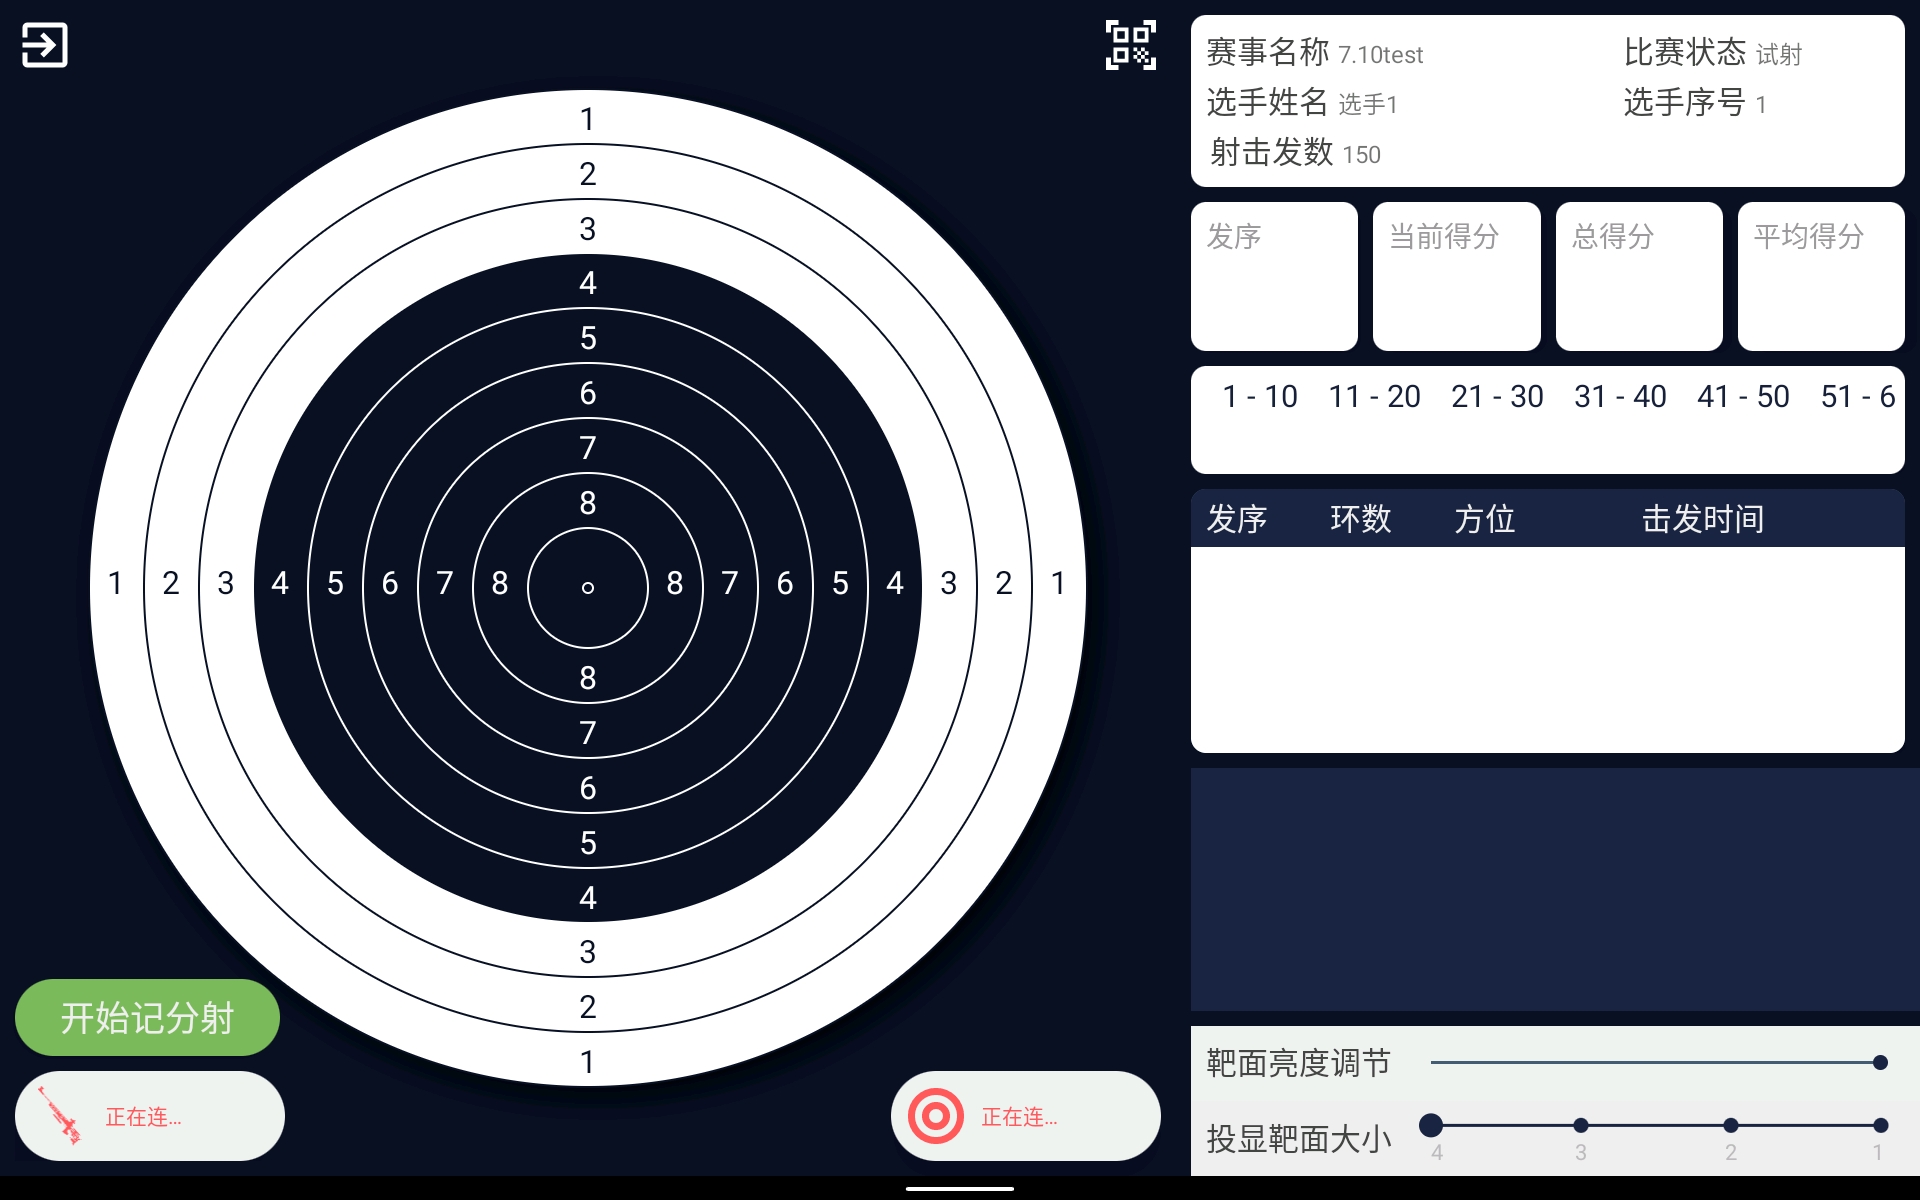 赛事名称 7.10test 比赛状态 试射
选手姓名 选手1 选手序号 1
射击发数 150
发序 当前得分 总得分 平均得分
1 - 10 11 - 20 21 - 30 31 - 40 41 - 50 51 - 6
发序 环数 方位 击发时间
1
2
3
4
5
6
7
8
1 2 3 4 5 6 7 8 8 7 6 5 4 3 2 1
8
7
6
5
4
3
2
1
开始记分射
正在连...
正在连...
靶面亮度调节
投显靶面大小
4 3 2 1